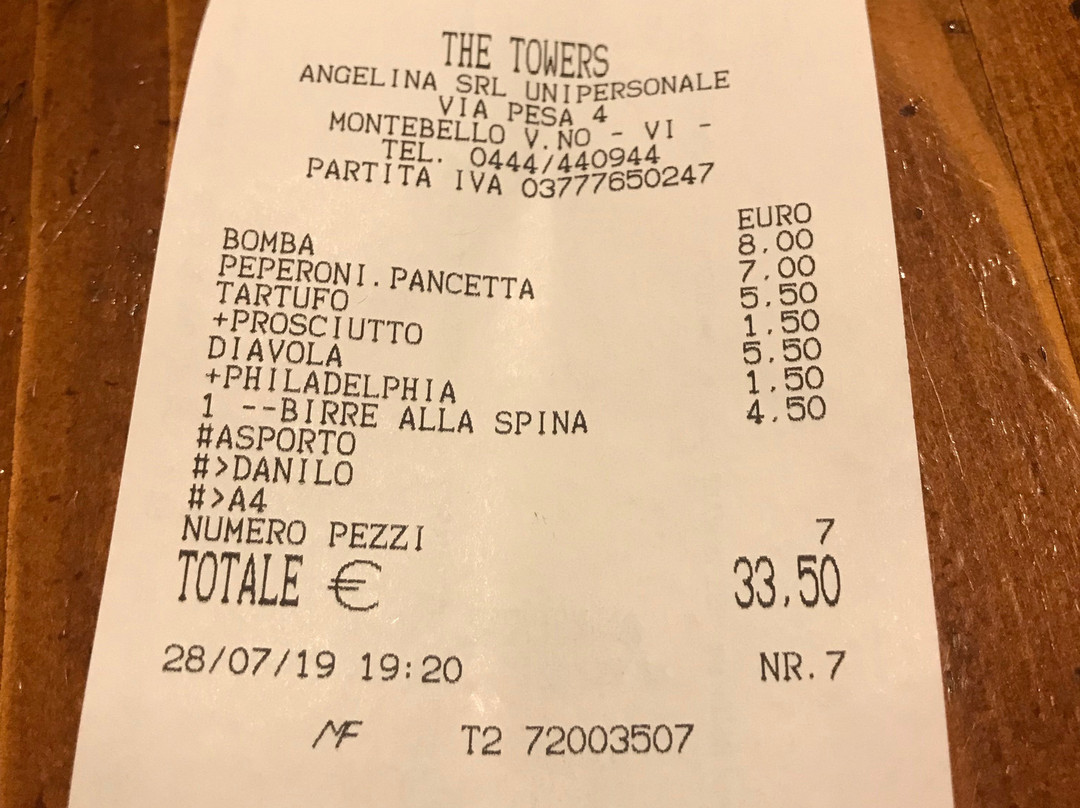 THE TOWERS
ANGELINA SRL UNIPERSONALE
VIA PESA 4
MONTEBELLO V.NO - VI -
TEL. 0444/440944
PARTITA IVA 03777650247
EURO
BOMBA 8,00
PEPERONI.PANCETTA 7,00
TARTUFO 5,50
+PROSCIUTTO 1,50
DIAVOLA 5,50
+PHILADELPHIA 1,50
1 --BIRRE ALLA SPINA 4,50
#ASPORTO
#>DANILO
#>A4
NUMERO PEZZI 7
TOTALE € 33,50
28/07/19 19:20 NR.7
MF T2 72003507